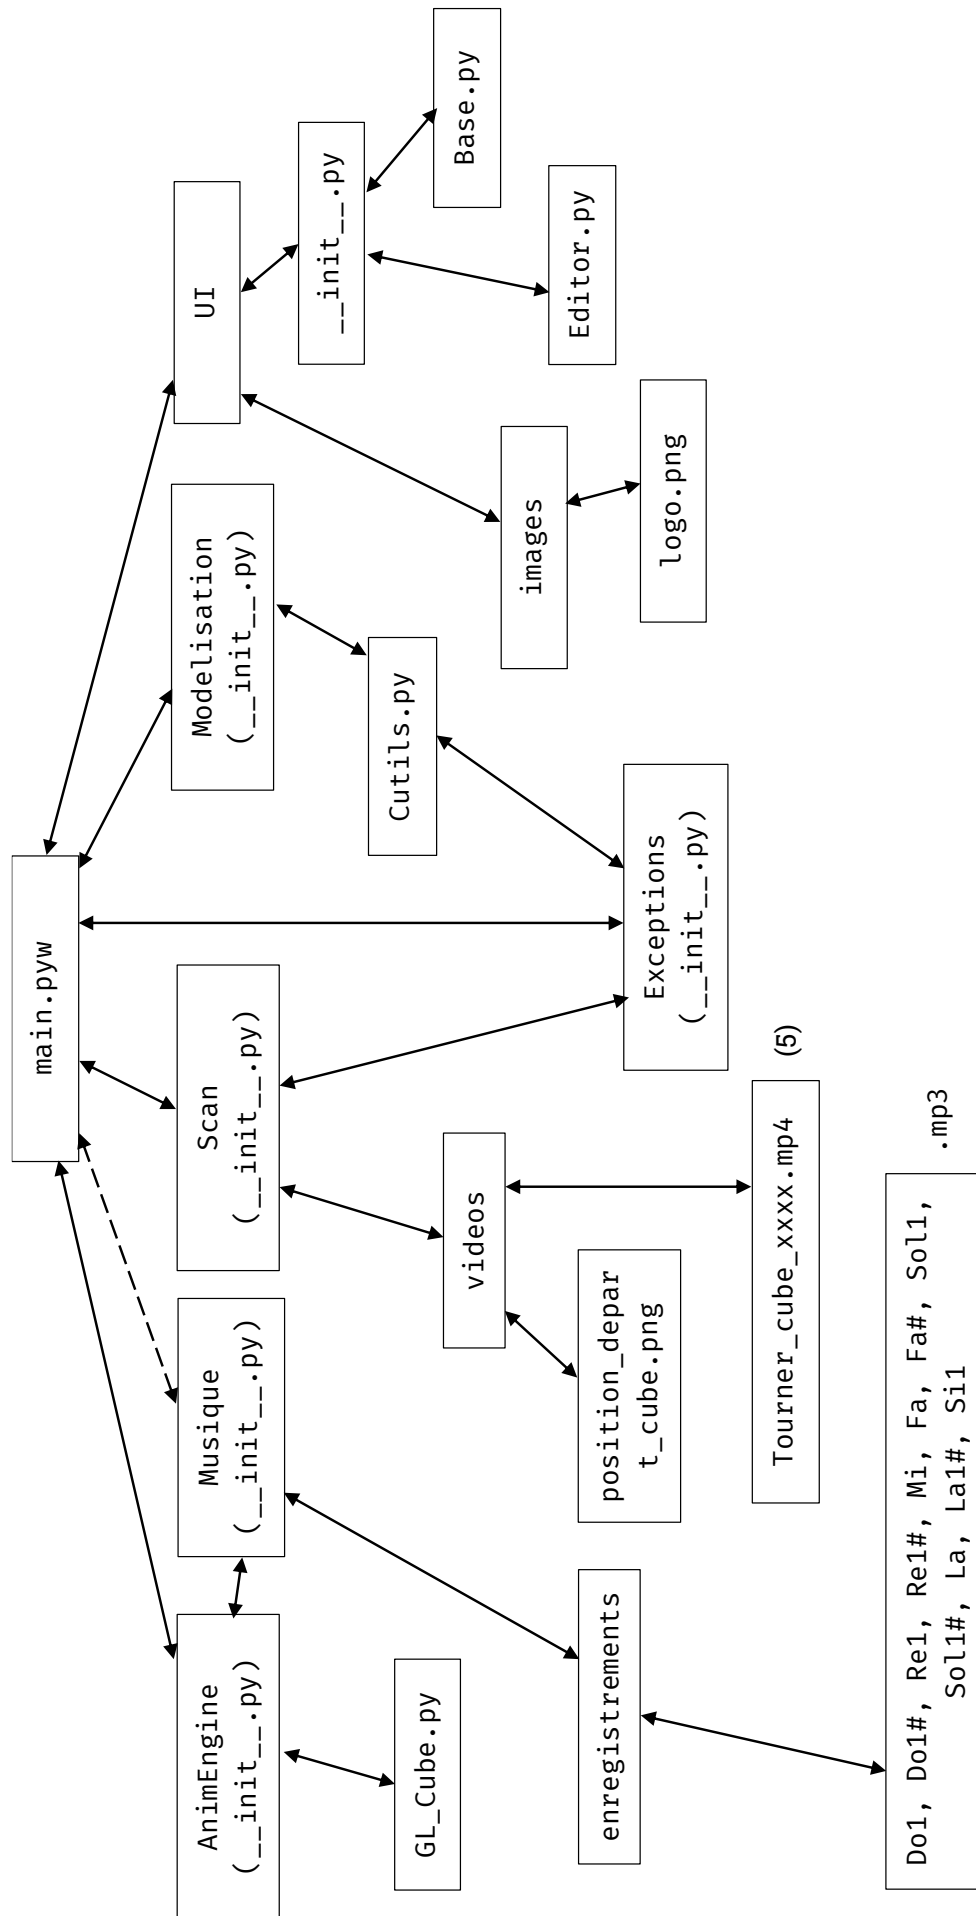 main.pyw
AnimEngine
(__init__.py)
Musique
(__init__.py)
Scan
(__init__.py)
Modelisation
(__init__.py)
UI
__init__.py
Base.py
Editor.py
GL_Cube.py
videos
Cutils.py
images
logo.png
enregistrements
position_depar
t_cube.png
Exceptions
(__init__.py)
Tourner_cube_xxxx.mp4
(5)
Do1, Do1#, Re1, Re1#, Mi, Fa, Fa#, Sol1,
Sol1#, La, La1#, Si1
.mp3